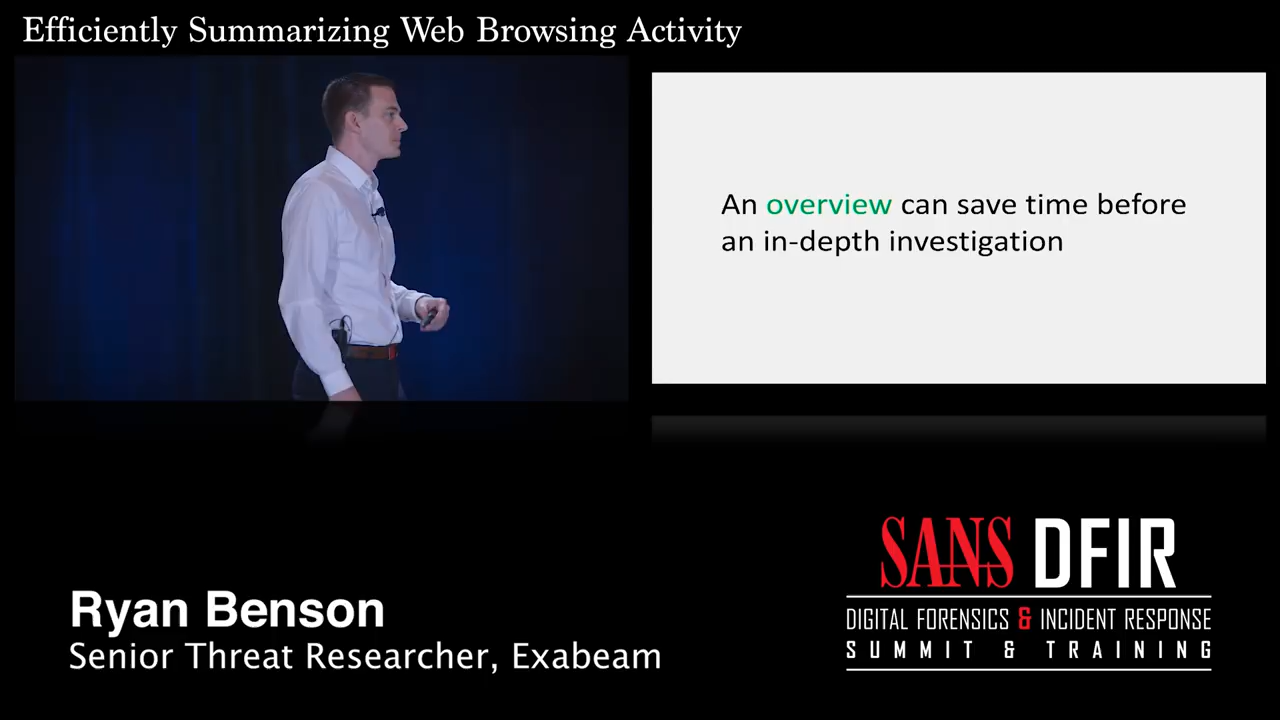 Efficiently Summarizing Web Browsing Activity
An overview can save time before
an in-depth investigation
Ryan Benson
Senior Threat Researcher, Exabeam
SANS DFIR
DIGITAL FORENSICS & INCIDENT RESPONSE
SUMMIT & TRAINING